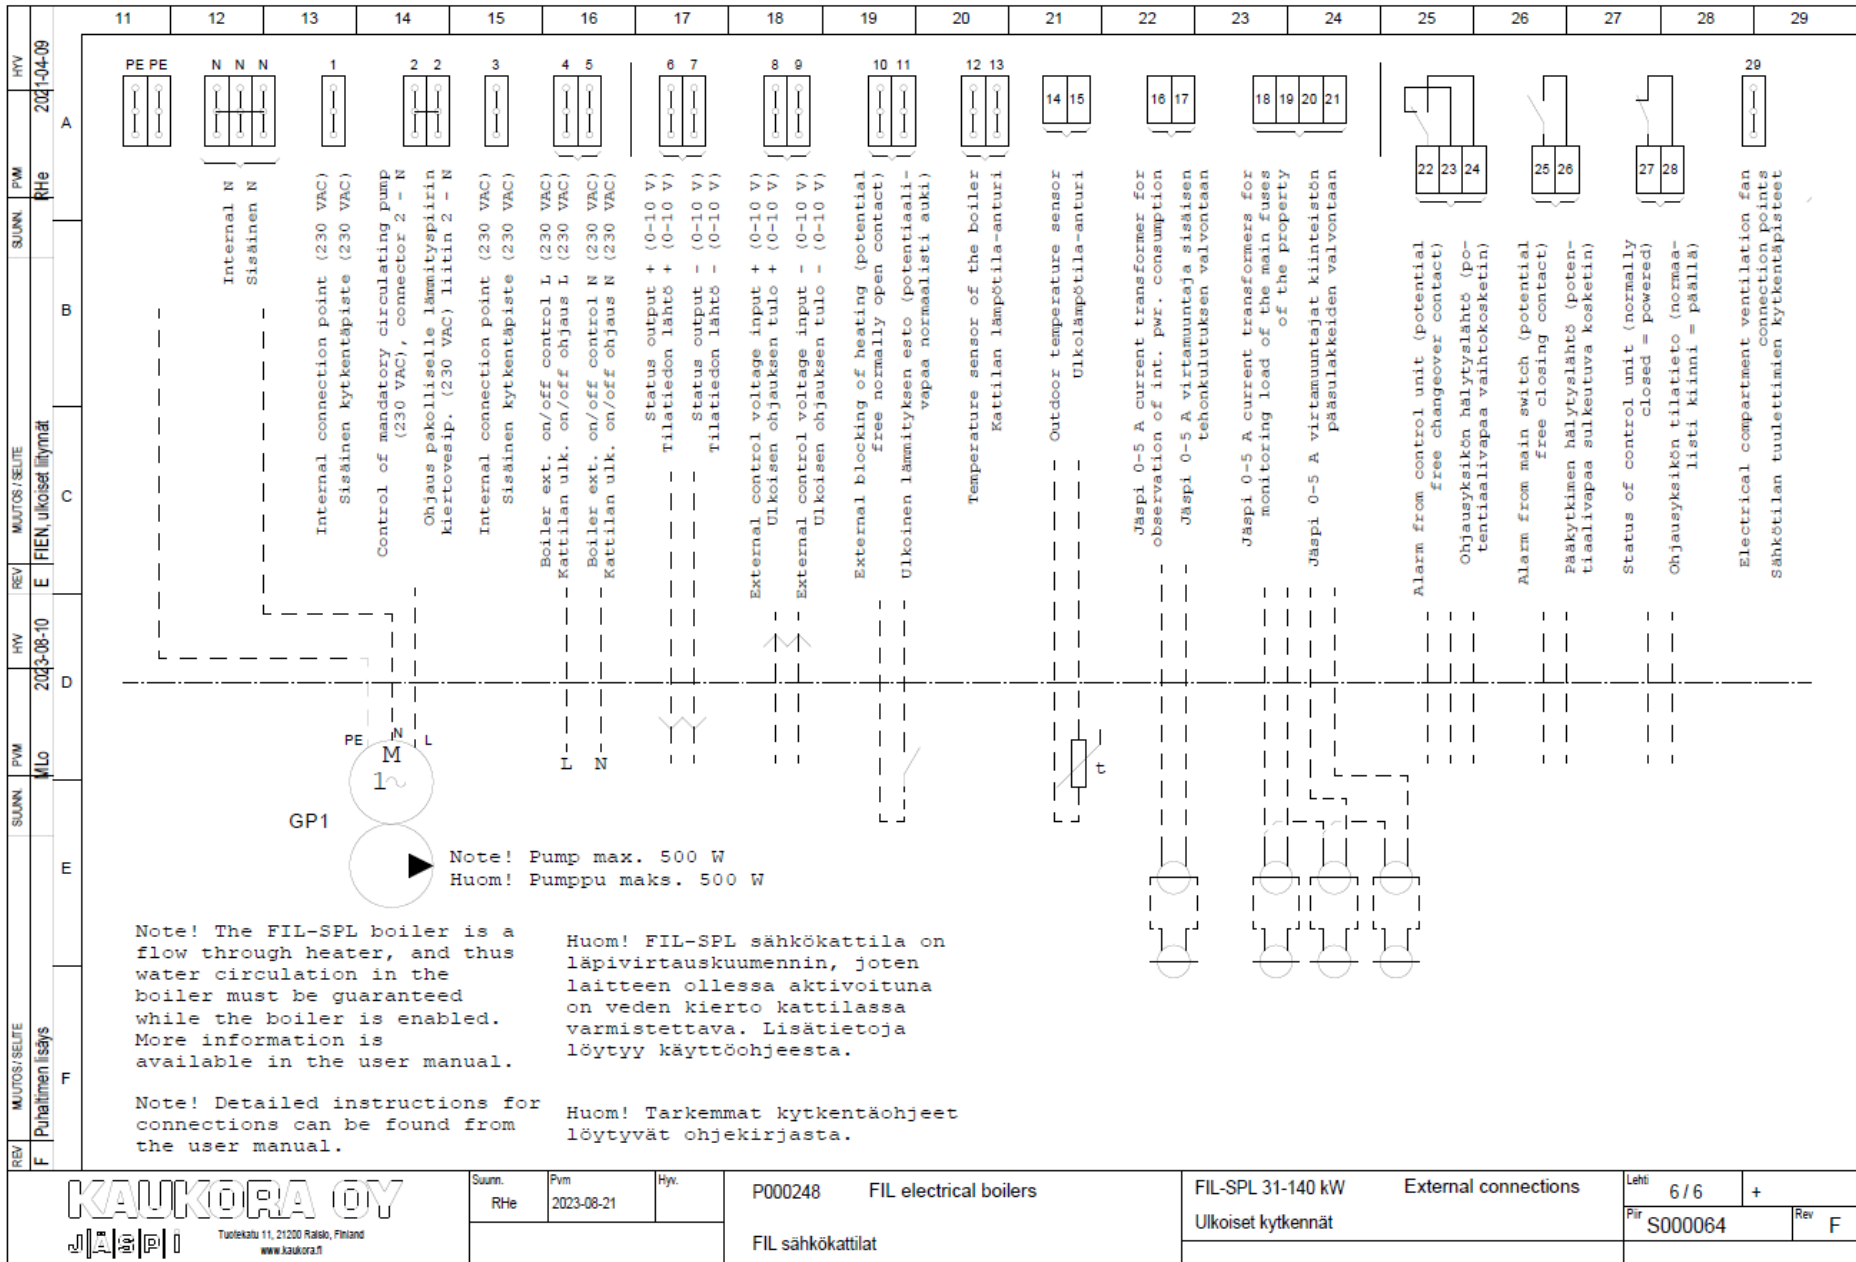 11 12 13 14 15 16 17 18 19 20 21 22 23 24 25 26 27 28 29
A
B
C
D
E
F
HYV
2021-04-09
PVM
RHe
SUUNN.
MUUTOS / SELITE
FIEN, ulkoiset liitynnät
REV
E
HYV
2023-08-10
PVM
MLo
SUUNN.
MUUTOS / SELITE
Puhaltimen lisäys
REV
F
PE PE
N N N
1
2 2
3
4 5
6 7
8 9
10 11
12 13
14 15
16 17
18 19 20 21
22 23 24
25 26
27 28
29
Internal N
Sisäinen N
Internal connection point (230 VAC)
Sisäinen kytkentäpiste (230 VAC)
Control of mandatory circulating pump
(230 VAC), connector 2 - N
Ohjaus pakolliselle lämmityspiirin
kiertovesip. (230 VAC) liitin 2 - N
Internal connection point (230 VAC)
Sisäinen kytkentäpiste (230 VAC)
Boiler ext. on/off control L (230 VAC)
Kattilan ulk. on/off ohjaus L (230 VAC)
Boiler ext. on/off control N (230 VAC)
Kattilan ulk. on/off ohjaus N (230 VAC)
Status output + (0-10 V)
Tilatiedon lähtö + (0-10 V)
Status output - (0-10 V)
Tilatiedon lähtö - (0-10 V)
External control voltage input + (0-10 V)
Ulkoisen ohjauksen tulo + (0-10 V)
External control voltage input - (0-10 V)
Ulkoisen ohjauksen tulo - (0-10 V)
External blocking of heating (potential
free normally open contact)
Ulkoinen lämmityksen esto (potentiaali-
vapaa normaalisti auki)
Temperature sensor of the boiler
Kattilan lämpötila-anturi
Outdoor temperature sensor
Ulkolämpötila-anturi
Jäspi 0-5 A current transformer for
observation of int. pwr. consumption
Jäspi 0-5 A virtamuuntaja sisäisen
tehonkulutuksen valvontaan
Jäspi 0-5 A current transformers for
monitoring load of the main fuses
of the property
Jäspi 0-5 A virtamuuntajat kiinteistön
pääsulakkeiden valvontaan
Alarm from control unit (potential
free changeover contact)
Ohjausyksikön hälytyslähtö (po-
tentiaalivapaa vaihtokosketin)
Alarm from main switch (potential
free closing contact)
Pääkytkimen hälytyslähtö (poten-
tiaalivapaa sulkeutuva kosketin)
Status of control unit (normally
closed = powered)
Ohjausyksikön tilatieto (normaa-
listi kiinni = päällä)
Electrical compartment ventilation fan
connection points
Sähkötilan tuulettimien kytkentäpisteet
PE N L
M
1~
GP1
L N
t
Note! Pump max. 500 W
Huom! Pumppu maks. 500 W
Note! The FIL-SPL boiler is a
flow through heater, and thus
water circulation in the
boiler must be guaranteed
while the boiler is enabled.
More information is
available in the user manual.
Note! Detailed instructions for
connections can be found from
the user manual.
Huom! FIL-SPL sähkökattila on
läpivirtauskuumennin, joten
laitteen ollessa aktivoituna
on veden kierto kattilassa
varmistettava. Lisätietoja
löytyy käyttöohjeesta.
Huom! Tarkemmat kytkentäohjeet
löytyvät ohjekirjasta.
KAUKORA OY
JÄSPI
Tuotekatu 11, 21200 Raisio, Finland
www.kaukora.fi
Suunn.
RHe
Pvm
2023-08-21
Hyv.
P000248 FIL electrical boilers
FIL sähkökattilat
FIL-SPL 31-140 kW External connections
Ulkoiset kytkennät
Lehti
6 / 6 +
Piir
S000064
Rev
F